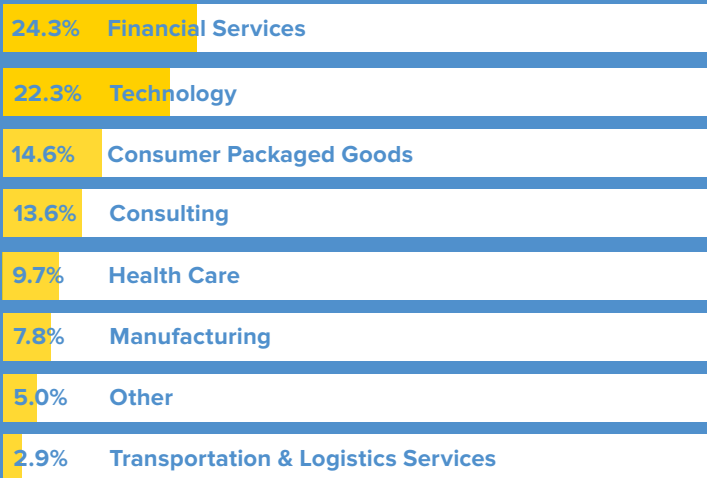 24.3% Financial Services
22.3% Technology
14.6% Consumer Packaged Goods
13.6% Consulting
9.7% Health Care
7.8% Manufacturing
5.0% Other
2.9% Transportation & Logistics Services